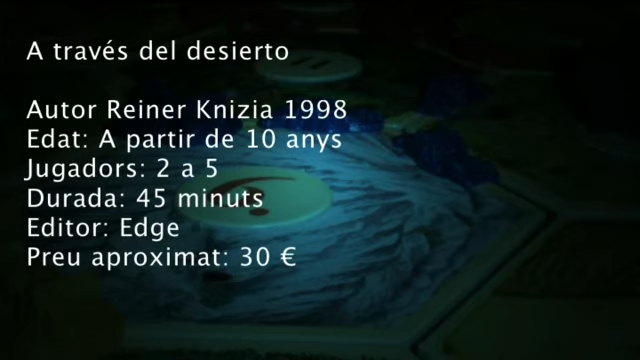 A través del desierto
Autor Reiner Knizia 1998
Edat: A partir de 10 anys
Jugadors: 2 a 5
Durada: 45 minuts
Editor: Edge
Preu aproximat: 30 €